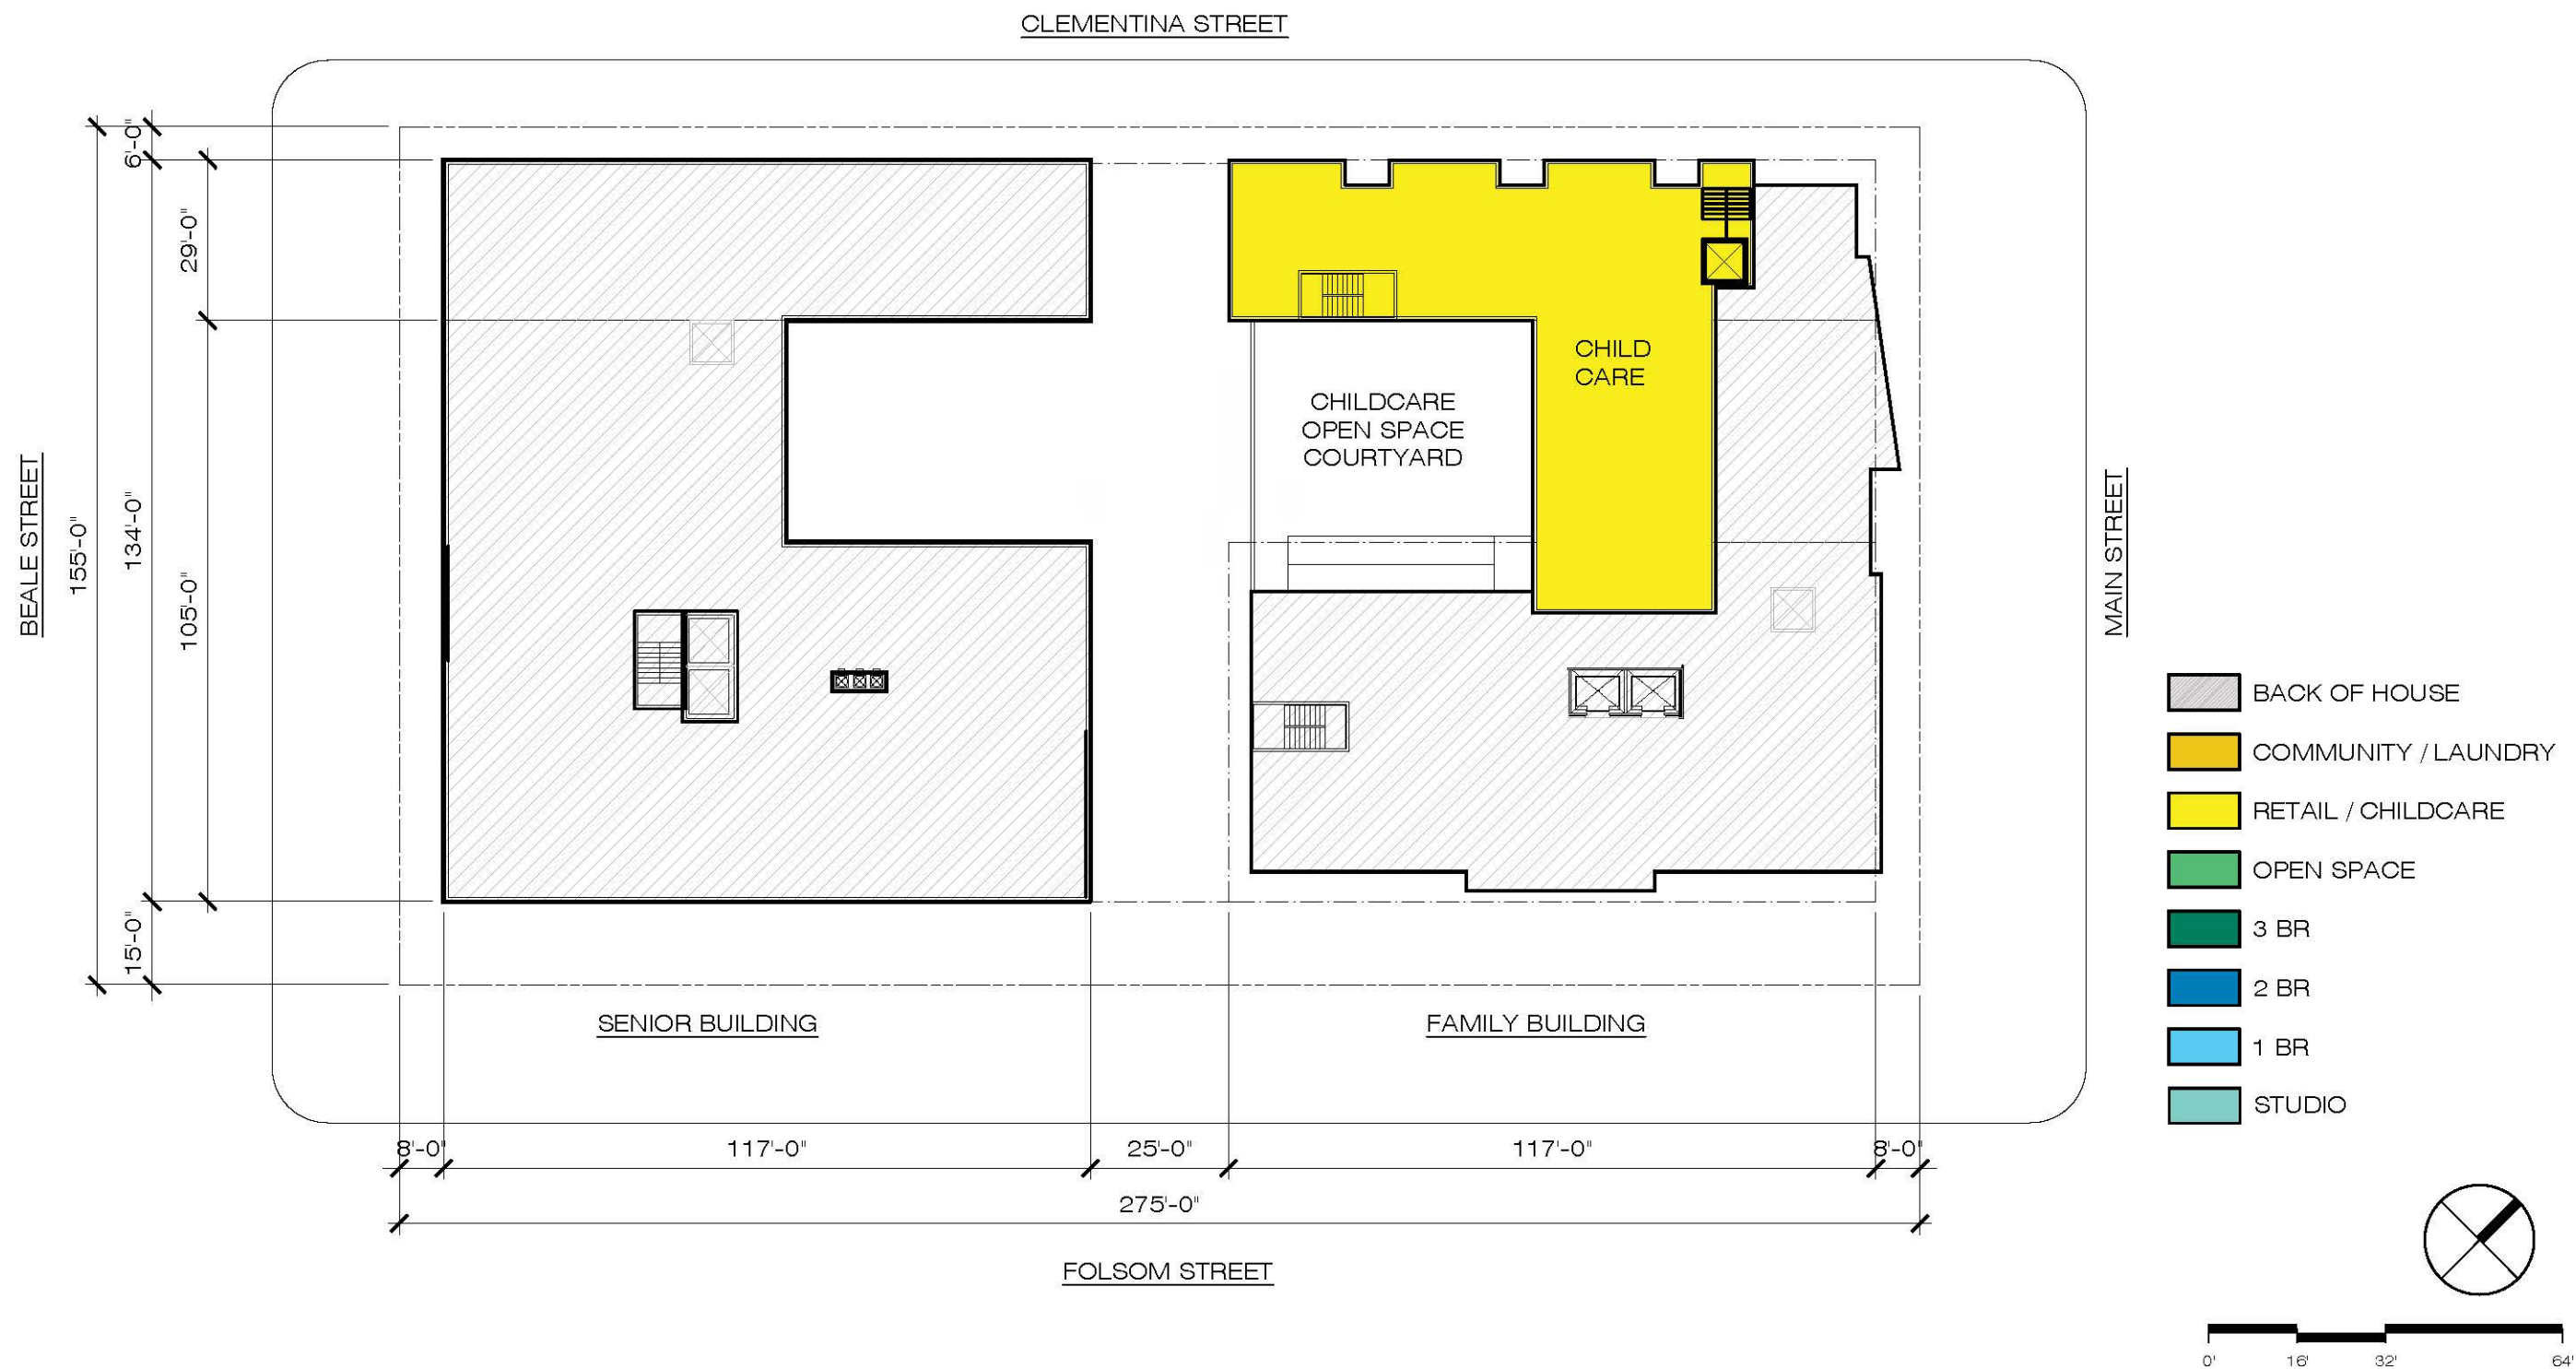 CLEMENTINA STREET
6'-0"
29'-0"
155'-0"
134'-0"
105'-0"
15'-0"
BEALE STREET
CHILD
CARE
CHILDCARE
OPEN SPACE
COURTYARD
MAIN STREET
BACK OF HOUSE
COMMUNITY / LAUNDRY
RETAIL / CHILDCARE
OPEN SPACE
3 BR
2 BR
1 BR
STUDIO
SENIOR BUILDING
FAMILY BUILDING
8'-0"
117'-0"
25'-0"
117'-0"
8'-0"
275'-0"
FOLSOM STREET
0' 16' 32' 64'